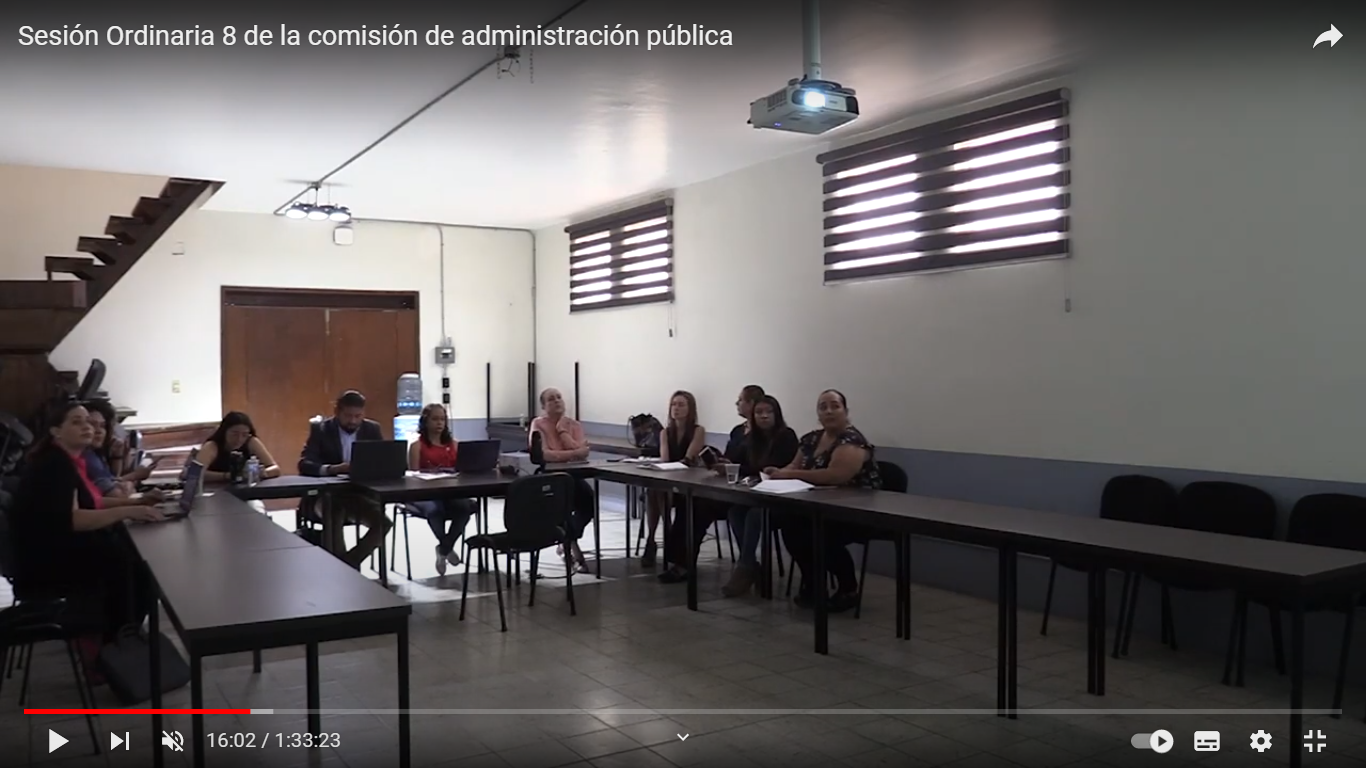 Sesión Ordinaria 8 de la comisión de administración pública
16:02 / 1:33:23